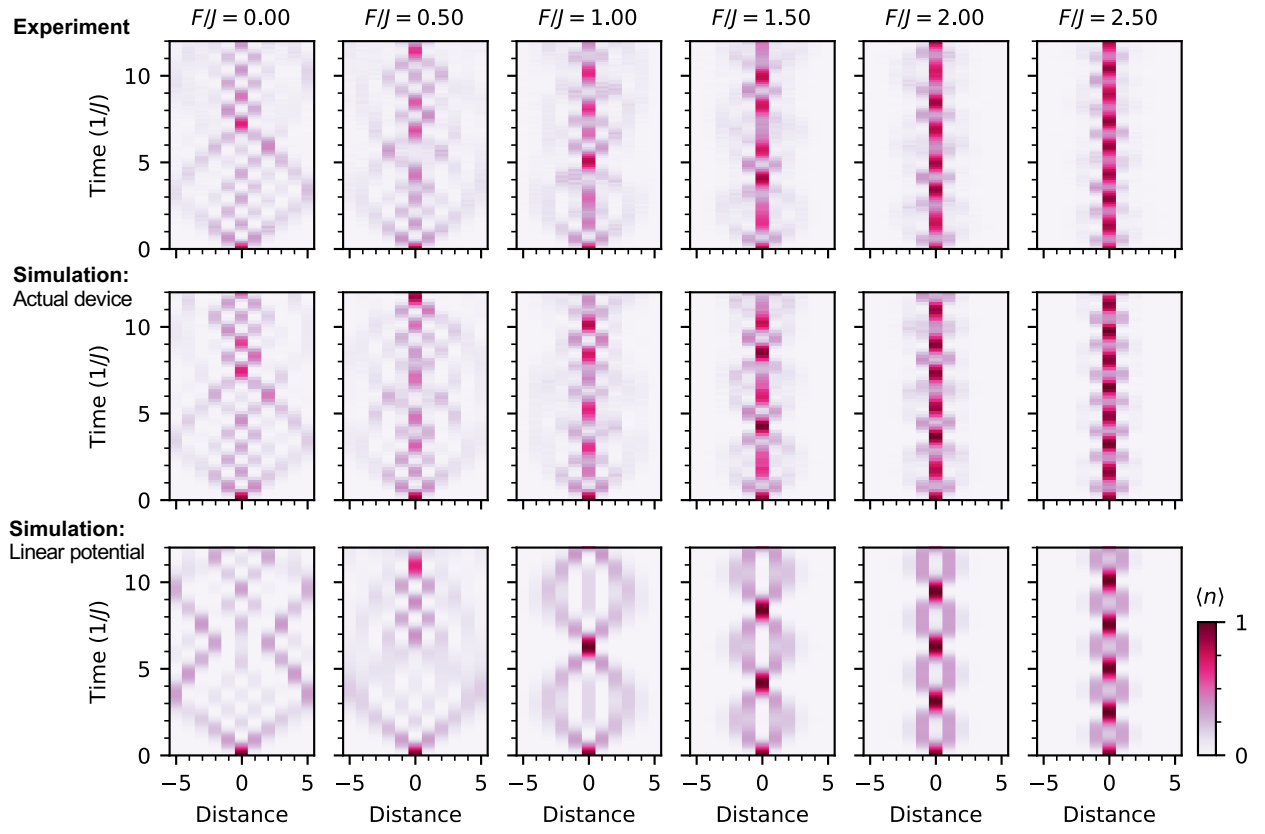 Experiment
F/J = 0.00 F/J = 0.50 F/J = 1.00 F/J = 1.50 F/J = 2.00 F/J = 2.50
10
5
0
Time (1/J)
Simulation:
Actual device
10
5
0
Time (1/J)
Simulation:
Linear potential
10
5
0
Time (1/J)
⟨n⟩
1
0
−5 0 5 −5 0 5 −5 0 5 −5 0 5 −5 0 5 −5 0 5
Distance Distance Distance Distance Distance Distance